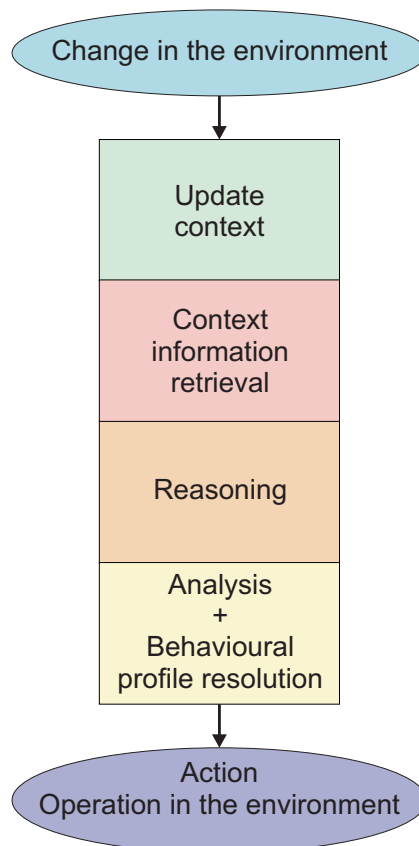 Change in the environment
Update
context
Context
information
retrieval
Reasoning
Analysis
+
Behavioural
profile resolution
Action
Operation in the environment